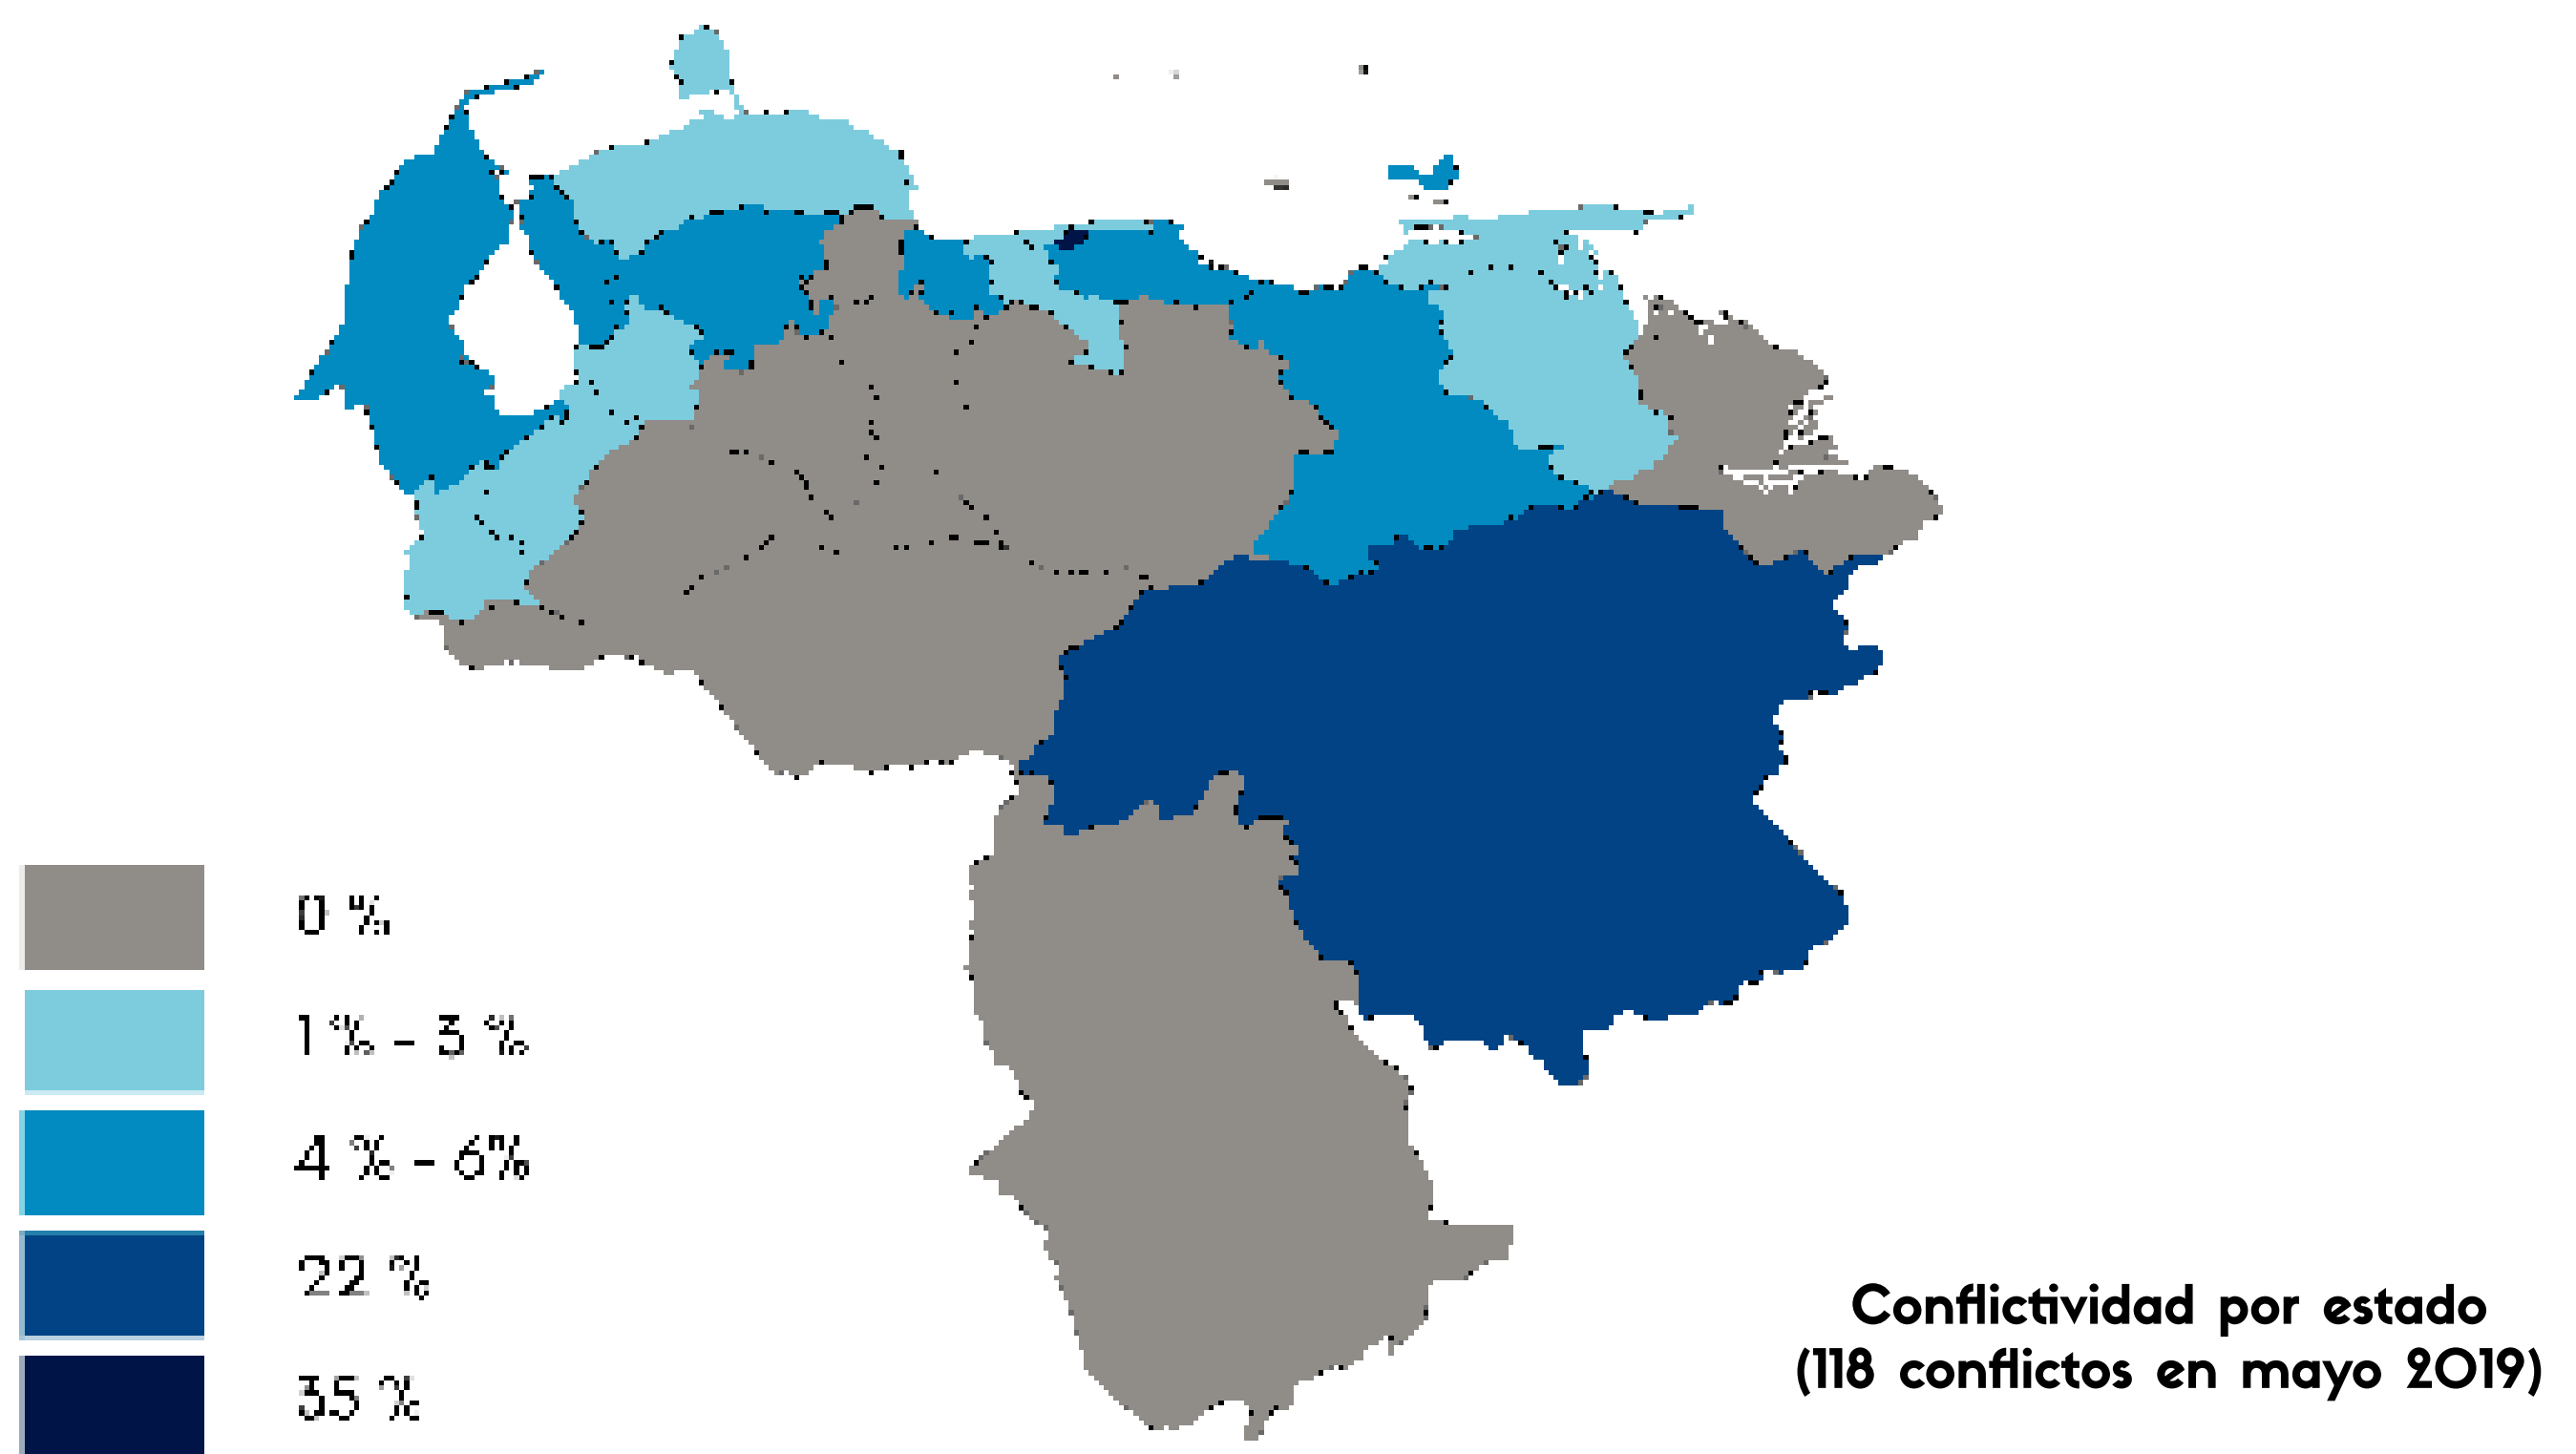 0 %
1 % - 3 %
4 % - 6%
22 %
35 %
Conflictividad por estado
(118 conflictos en mayo 2019)